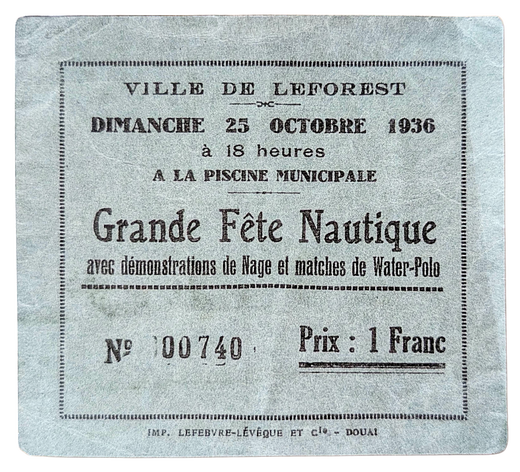 VILLE DE LEFOREST
DIMANCHE 25 OCTOBRE 1936
à 18 heures
A LA PISCINE MUNICIPALE
Grande Fête Nautique
avec démonstrations de Nage et matches de Water-Polo
Nº 00740
Prix : 1 Franc
IMP. LEFEBVRE-LÉVÊQUE ET Cie. - DOUAI